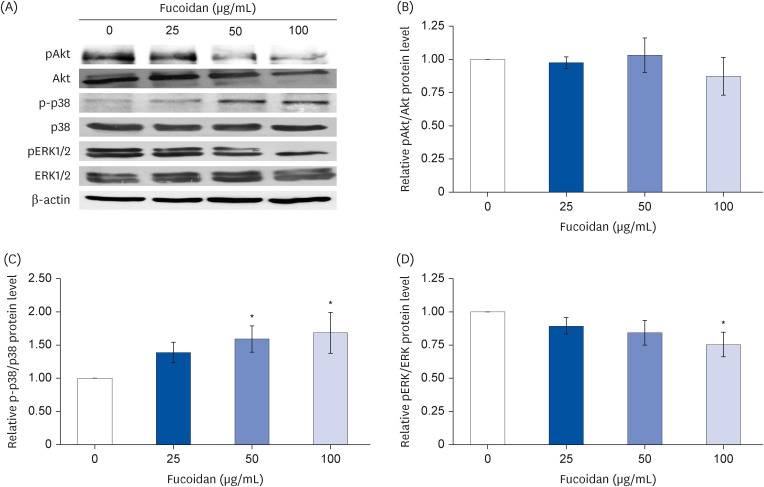 (A)
Fucoidan (µg/mL)
0 25 50 100
pAkt
Akt
p-p38
p38
pERK1/2
ERK1/2
β-actin
(B)
Relative pAkt/Akt protein level
1.25
1.00
0.75
0.50
0.25
0
0 25 50 100
Fucoidan (µg/mL)
(C)
Relative p-p38/p38 protein level
2.50
2.00
1.50
1.00
0.50
0
* *
0 25 50 100
Fucoidan (µg/mL)
(D)
Relative pERK/ERK protein level
1.25
1.00
0.75
0.50
0.25
0
*
0 25 50 100
Fucoidan (µg/mL)